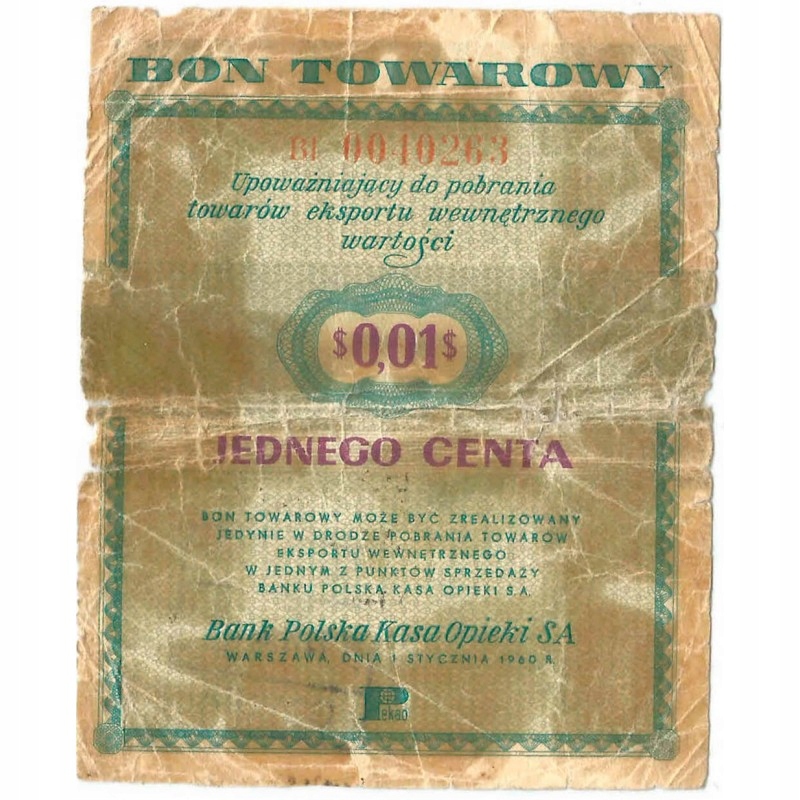 BON TOWAROWY
BI 0040263
Upoważniający do pobrania
towarów eksportu wewnętrznego
wartości
$0,01$
JEDNEGO CENTA
BON TOWAROWY MOŻE BYĆ ZREALIZOWANY
JEDYNIE W DRODZE POBRANIA TOWARÓW
EKSPORTU WEWNĘTRZNEGO
W JEDNYM Z PUNKTÓW SPRZEDAŻY
BANKU POLSKA KASA OPIEKI S.A.
Bank Polska Kasa Opieki SA
WARSZAWA, DNIA 1 STYCZNIA 1960 R.
Pekao